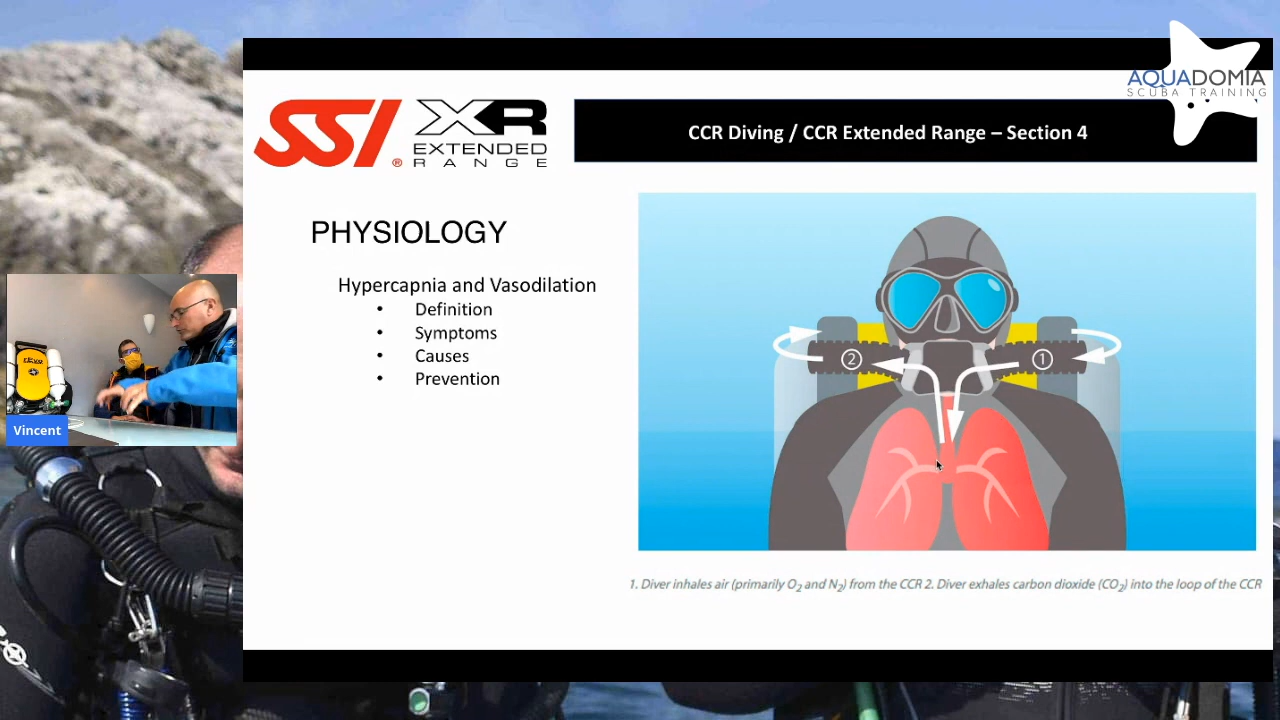 AQUADOMIA
SCUBA TRAINING
SSI® XR
EXTENDED
RANGE
CCR Diving / CCR Extended Range – Section 4
PHYSIOLOGY
Hypercapnia and Vasodilation
• Definition
• Symptoms
• Causes
• Prevention
2
1
rEvo
Vincent
1. Diver inhales air (primarily O₂ and N₂) from the CCR 2. Diver exhales carbon dioxide (CO₂) into the loop of the CCR